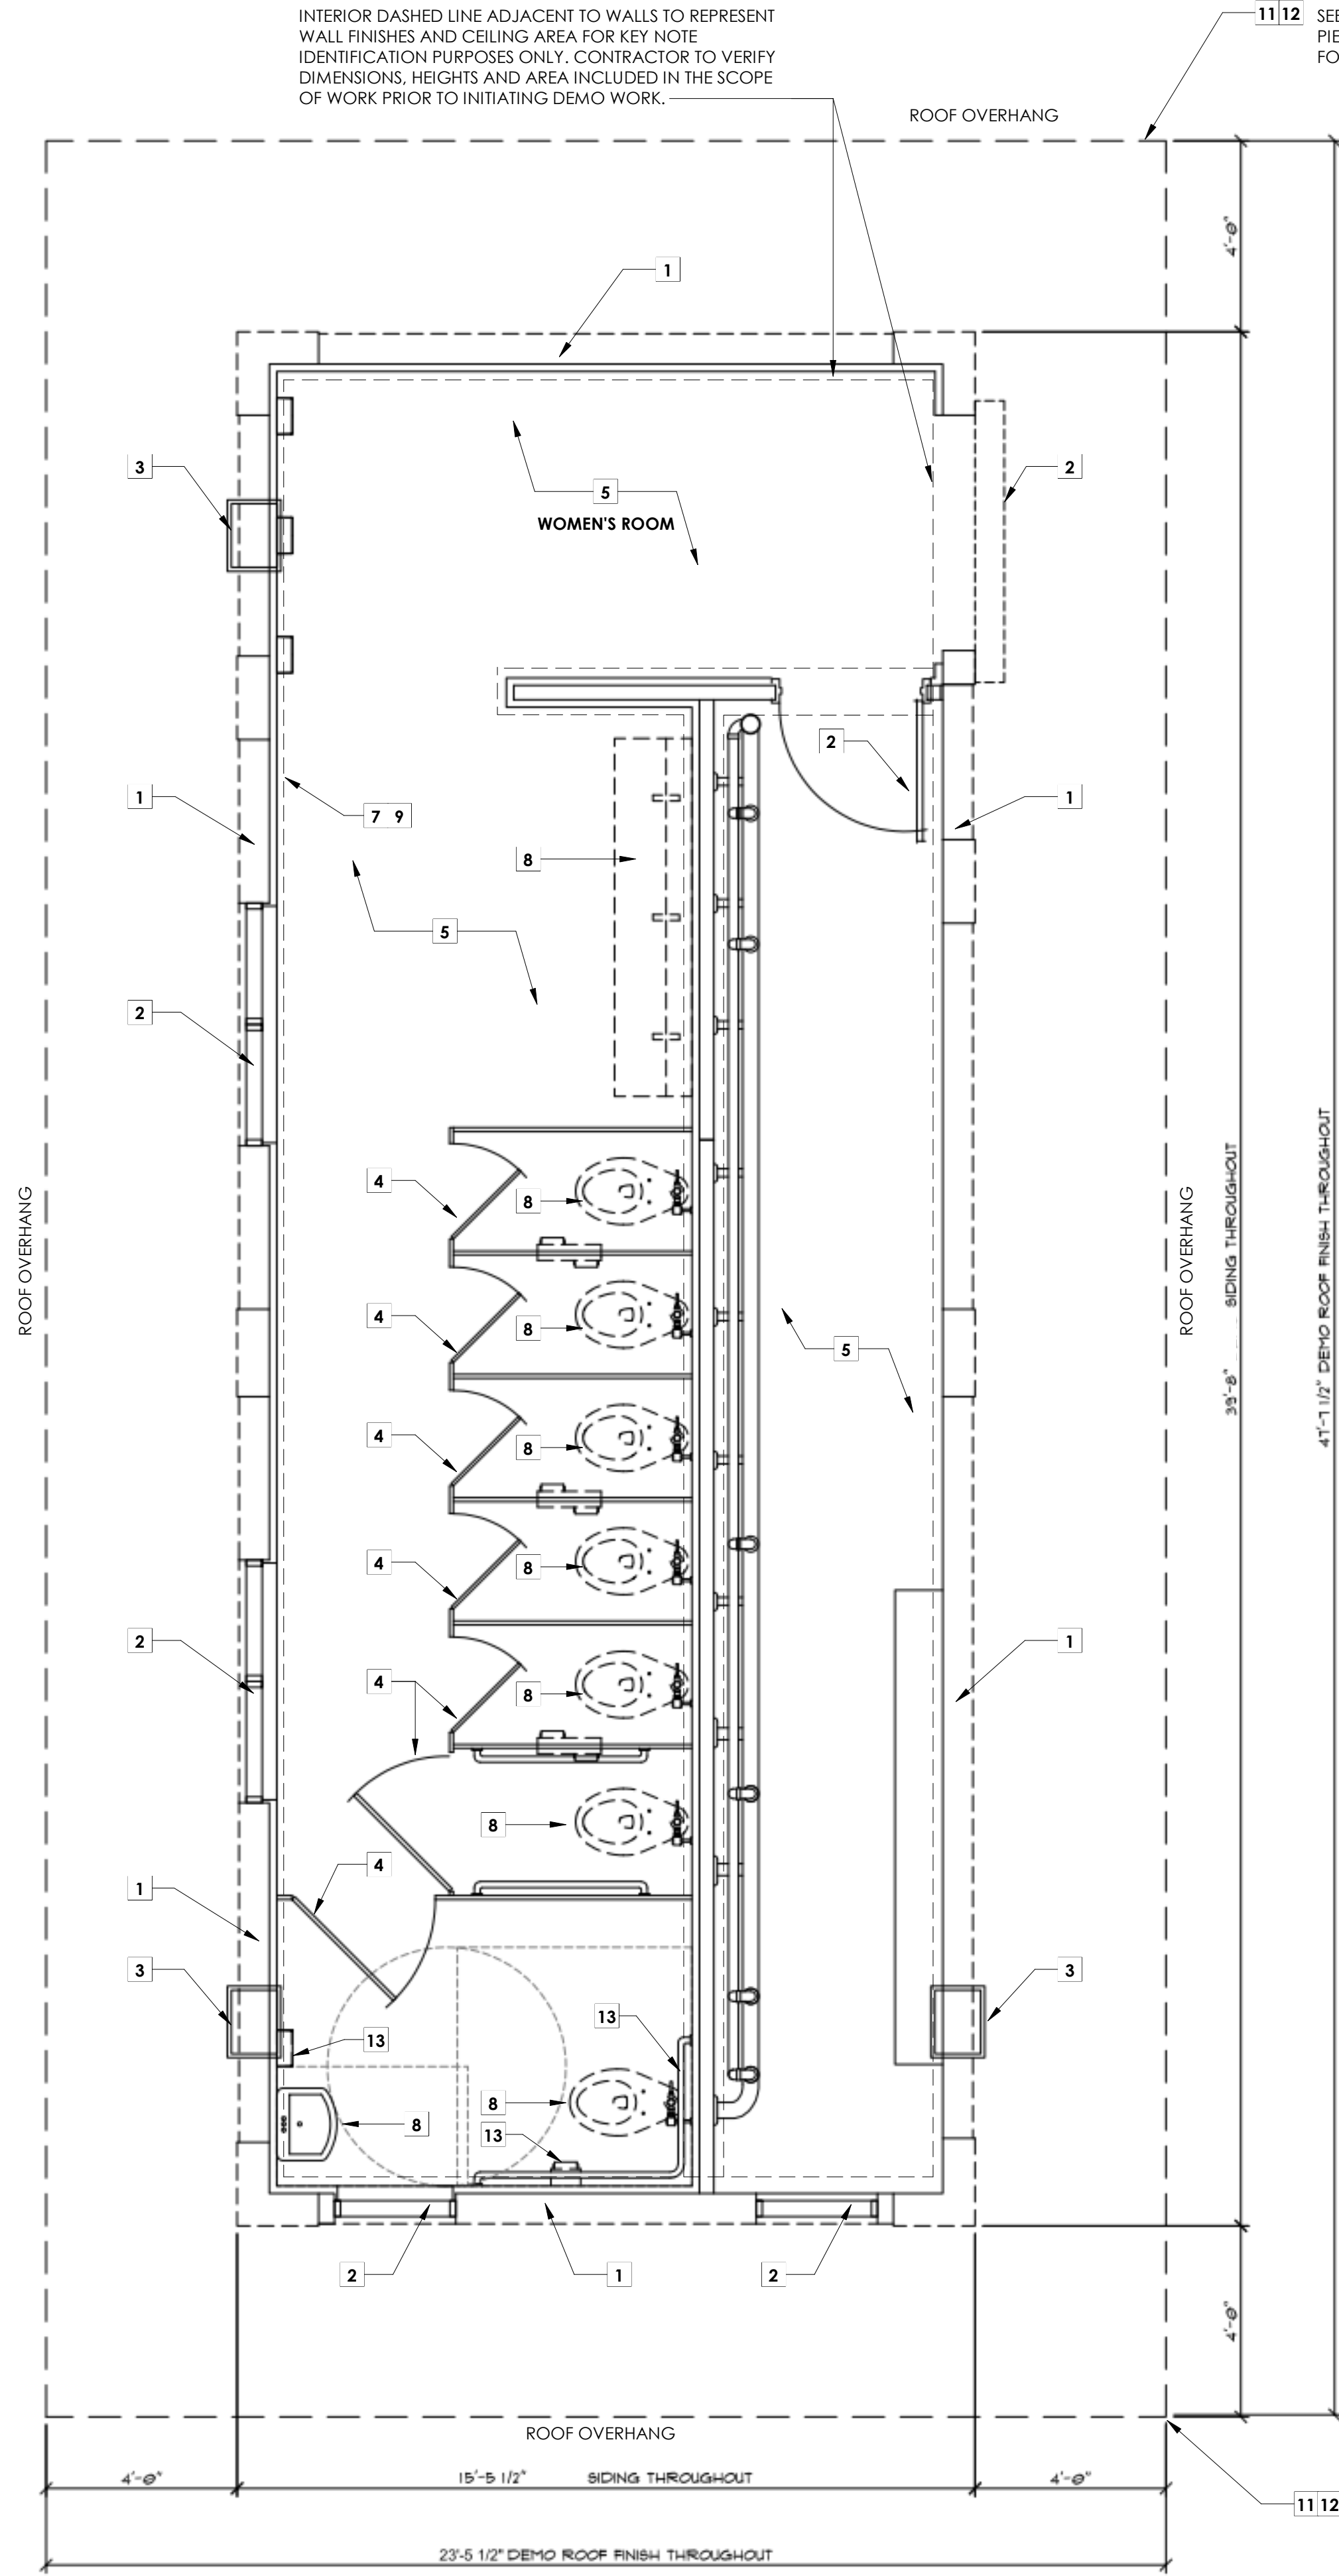 INTERIOR DASHED LINE ADJACENT TO WALLS TO REPRESENT
WALL FINISHES AND CEILING AREA FOR KEY NOTE
IDENTIFICATION PURPOSES ONLY. CONTRACTOR TO VERIFY
DIMENSIONS, HEIGHTS AND AREA INCLUDED IN THE SCOPE
OF WORK PRIOR TO INITIATING DEMO WORK.
11 12
SEE
PIE
FO
ROOF OVERHANG
4'-0"
1
3
5
2
WOMEN'S ROOM
2
1
7 9
1
8
5
2
ROOF OVERHANG
ROOF OVERHANG
39'-8" SIDING THROUGHOUT
47'-7 1/2" DEMO ROOF FINISH THROUGHOUT
4
8
4
8
5
4
8
4
8
2
1
4
8
8
4
1
3
3
13
13
8
8
13
2
1
2
4'-0"
ROOF OVERHANG
4'-0"
15'-5 1/2" SIDING THROUGHOUT
4'-0"
11 12
23'-5 1/2" DEMO ROOF FINISH THROUGHOUT